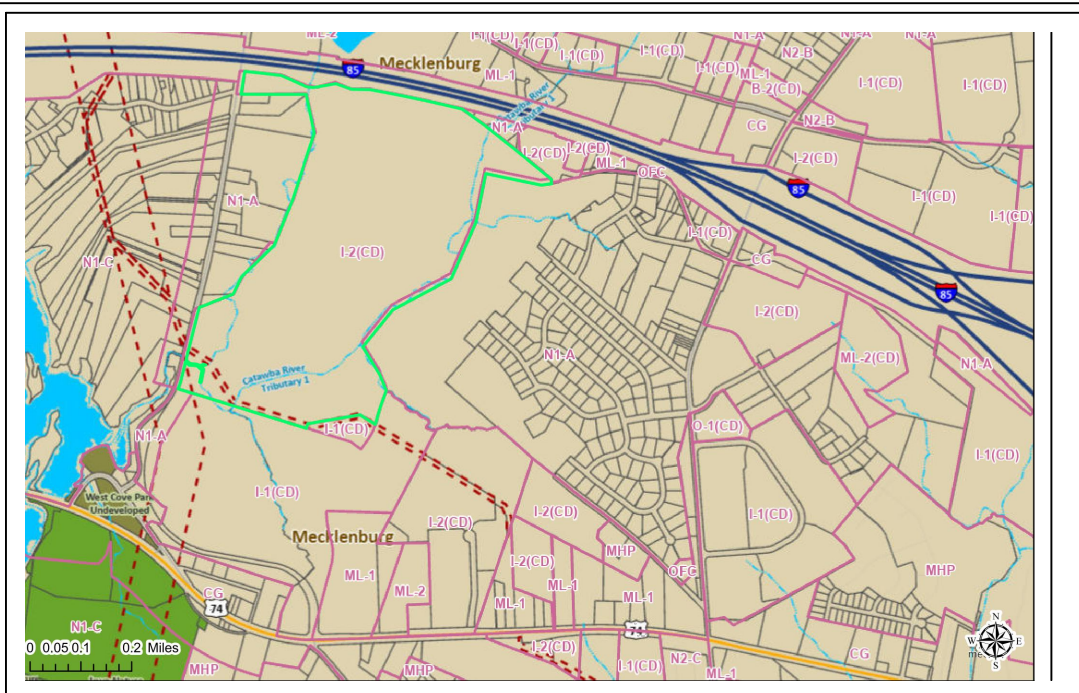 ML-2
I-1(CD)
I-1(CD)
N1-A
I-1(CD)
N1-A
N1-A
85
Mecklenburg
ML-1
I-1(CD)
N2-B
ML-1
B-2(CD)
I-1(CD)
I-1(CD)
Catawba River
Tributary 1
N1-A
CG
N2-B
I-2(CD)
I-2(CD)
ML-1
OFC
I-2(CD)
85
I-1(CD)
I-1(CD)
N1-A
I-1(CD)
I-2(CD)
CG
N1-C
85
I-2(CD)
ML-2(CD)
N1-A
N1-A
Catawba River
Tributary 1
N1-A
I-1(CD)
O-1(CD)
I-1(CD)
West Cove Park
Undeveloped
I-1(CD)
I-2(CD)
I-2(CD)
I-1(CD)
Mecklenburg
MHP
I-2(CD)
OFC
MHP
ML-1
ML-2
ML-1
ML-1
ML-1
CG
74
N1-C
74
0 0.05 0.1 0.2 Miles
MHP
MHP
I-2(CD)
I-1(CD)
N2-C
ML-1
CG
N
W E
S